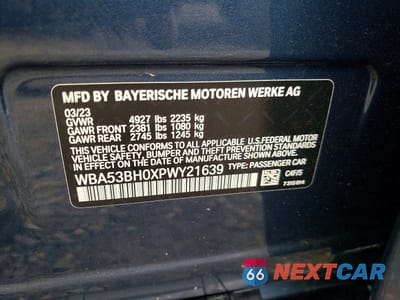 MFD BY BAYERISCHE MOTOREN WERKE AG
03/23
GVWR 4927 lbs 2235 kg
GAWR FRONT 2381 lbs 1080 kg
GAWR REAR 2745 lbs 1245 kg
THIS VEHICLE CONFORMS TO ALL APPLICABLE U.S. FEDERAL MOTOR
VEHICLE SAFETY, BUMPER, AND THEFT PREVENTION STANDARDS IN
EFFECT ON THE DATE OF MANUFACTURE SHOWN ABOVE.
WBA53BH0XPWY21639 TYPE: PASSENGER CAR
66 NEXTCAR